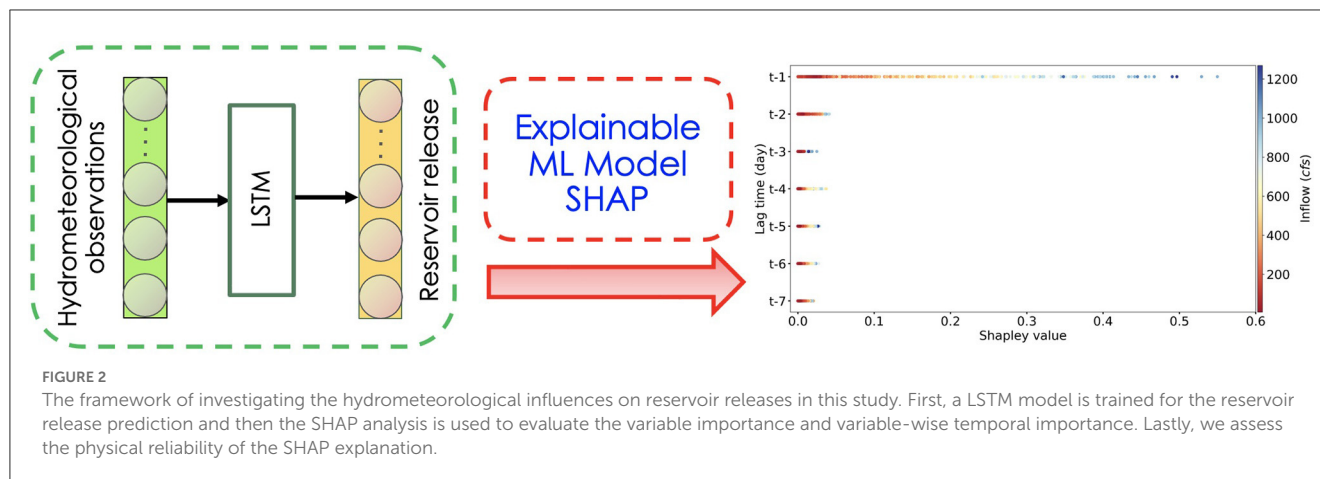 Hydrometeorological
observations
LSTM
Reservoir release
Explainable
ML Model
SHAP
Lag time (day)
t-1
t-2
t-3
t-4
t-5
t-6
t-7
0.0 0.1 0.2 0.3 0.4 0.5 0.6
Shapley value
1200
1000
800
600
400
200
Inflow (cfs)
FIGURE 2
The framework of investigating the hydrometeorological influences on reservoir releases in this study. First, a LSTM model is trained for the reservoir
release prediction and then the SHAP analysis is used to evaluate the variable importance and variable-wise temporal importance. Lastly, we assess
the physical reliability of the SHAP explanation.